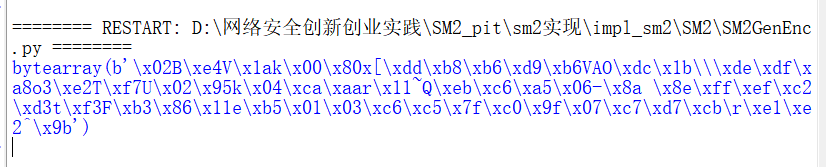 ======== RESTART: D:\网络安全创新创业实践\SM2_pit\sm2实现\impl_sm2\SM2\SM2GenEnc
.py ========
bytearray(b'\x02B\xe4V\x1ak\x00\x80x[\xdd\xb8\xb6\xd9\xb6VAO\xdc\x1b\\\xde\xdf\x
a8o3\xe2T\xf7U\x02\x95k\x04\xca\xaar\x11~Q\xeb\xc6\xa5\x06-\x8a \x8e\xff\xef\xc2
\xd3t\xf3F\xb3\x86\x11e\xb5\x01\x03\xc6\xc5\x7f\xc0\x9f\x07\xc7\xd7\xcb\r\xe1\xe
2^\x9b')